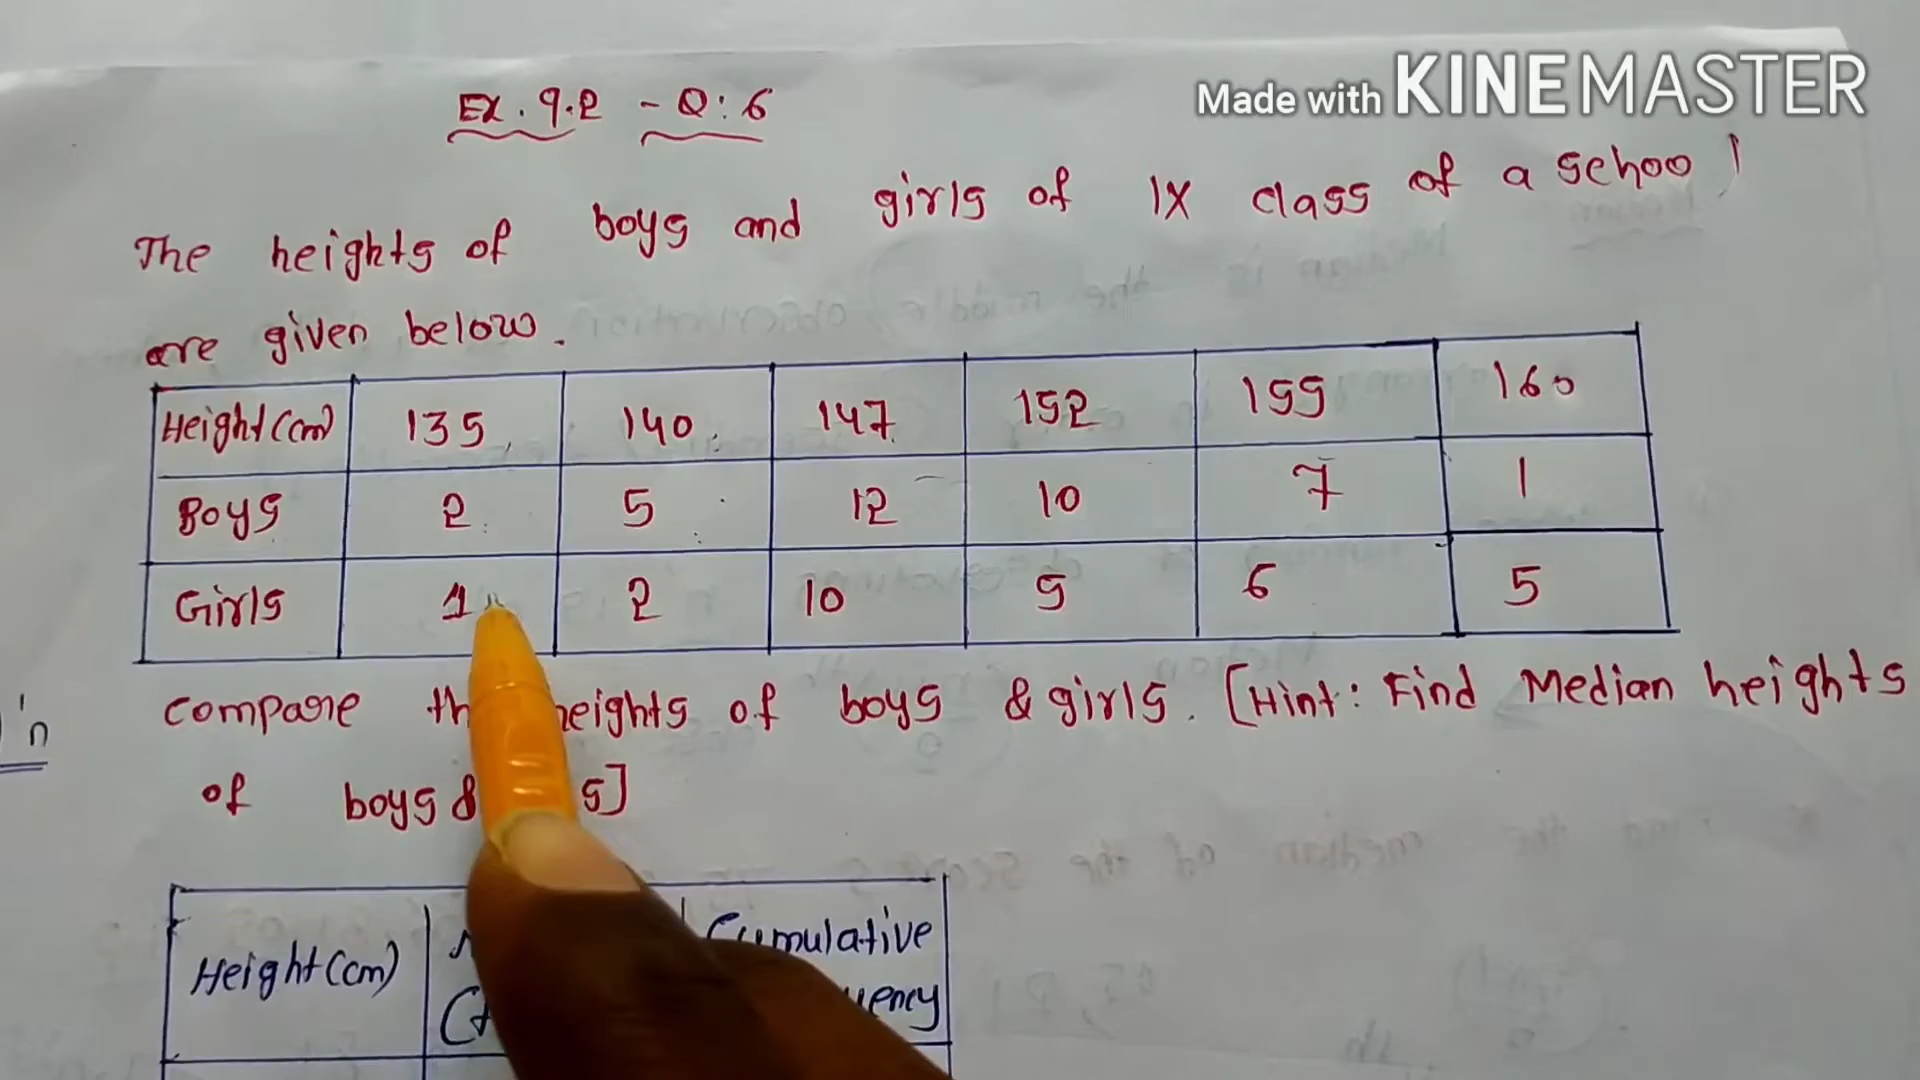 Made with KINEMASTER
Ex. 9.2 - Q: 6
The heights of boys and girls of IX class of a school
are given below.
Height (cm) 135 140 147 152 155 160
Boys 2 5 12 10 7 1
Girls 1 2 10 5 6 5
Compare heights of boys & girls. [Hint: Find Median heights
of boys &
Height (cm) Cumulative